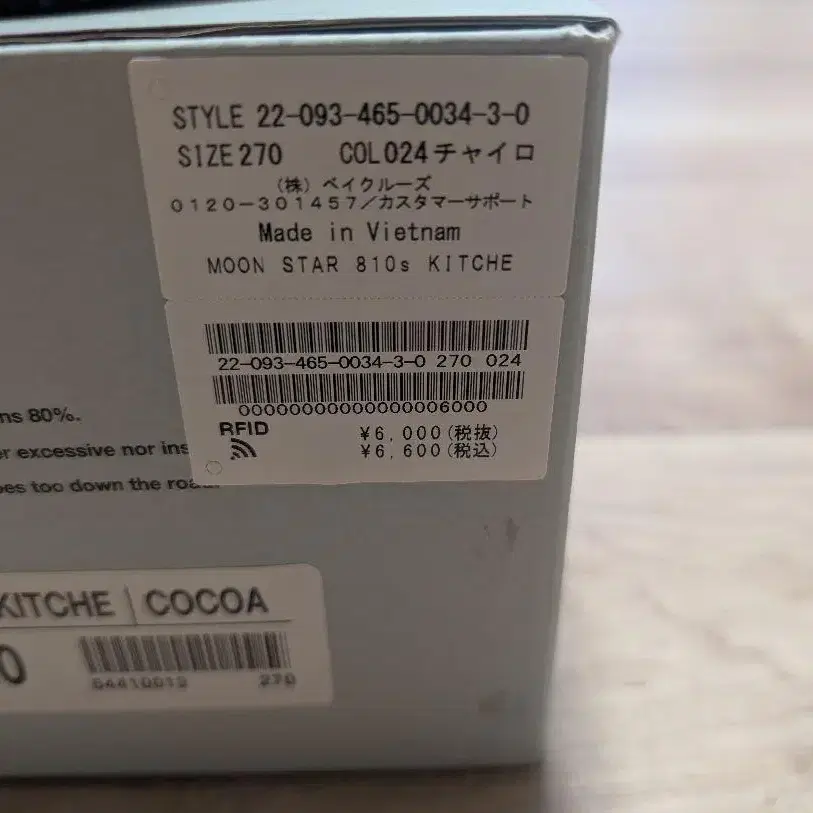 STYLE 22-093-465-0034-3-0
SIZE 270 COL 024 チャイロ
(株) ベイクルーズ
0120-301457/カスタマーサポート
Made in Vietnam
MOON STAR 810s KITCHE
22-093-465-0034-3-0 270 024
00000000000000006000
RFID
¥6,000(税抜)
¥6,600(税込)
ns 80%.
r excessive nor ins
oes too down the
KITCHE | COCOA
0
54410013 270